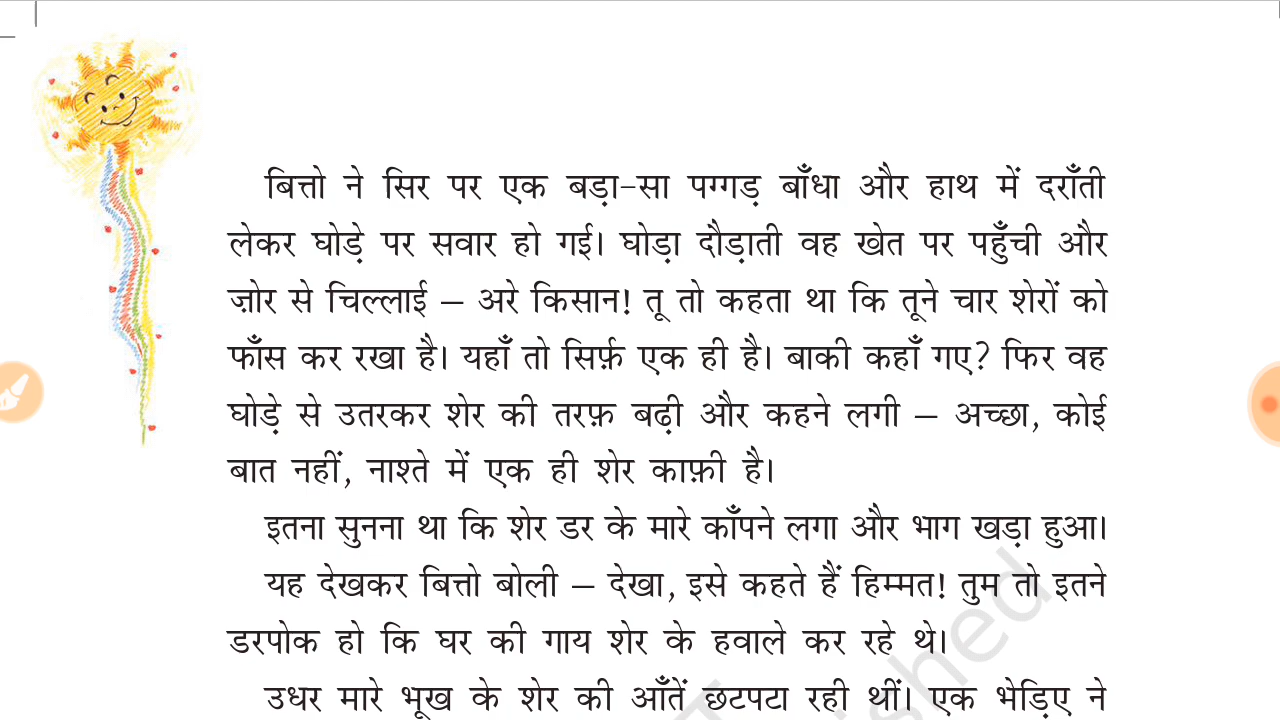 बित्तो ने सिर पर एक बड़ा-सा पग्गड़ बाँधा और हाथ में दराँती
लेकर घोड़े पर सवार हो गई। घोड़ा दौड़ाती वह खेत पर पहुँची और
ज़ोर से चिल्लाई – अरे किसान! तू तो कहता था कि तूने चार शेरों को
फाँस कर रखा है। यहाँ तो सिर्फ़ एक ही है। बाकी कहाँ गए? फिर वह
घोड़े से उतरकर शेर की तरफ़ बढ़ी और कहने लगी – अच्छा, कोई
बात नहीं, नाश्ते में एक ही शेर काफ़ी है।
इतना सुनना था कि शेर डर के मारे काँपने लगा और भाग खड़ा हुआ।
यह देखकर बित्तो बोली – देखा, इसे कहते हैं हिम्मत! तुम तो इतने
डरपोक हो कि घर की गाय शेर के हवाले कर रहे थे।
उधर मारे भूख के शेर की आँतें छटपटा रही थीं। एक भेड़िए ने